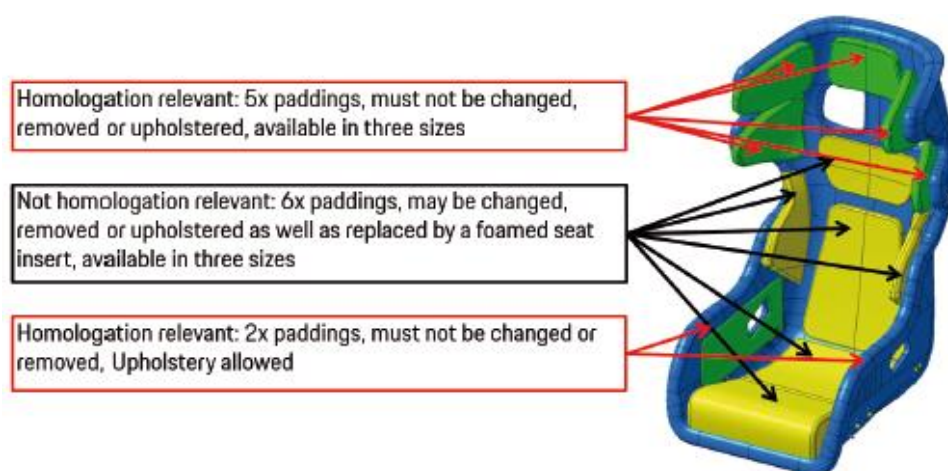 Homologation relevant: 5x paddings, must not be changed,
removed or upholstered, available in three sizes
Not homologation relevant: 6x paddings, may be changed,
removed or upholstered as well as replaced by a foamed seat
insert, available in three sizes
Homologation relevant: 2x paddings, must not be changed or
removed, Upholstery allowed